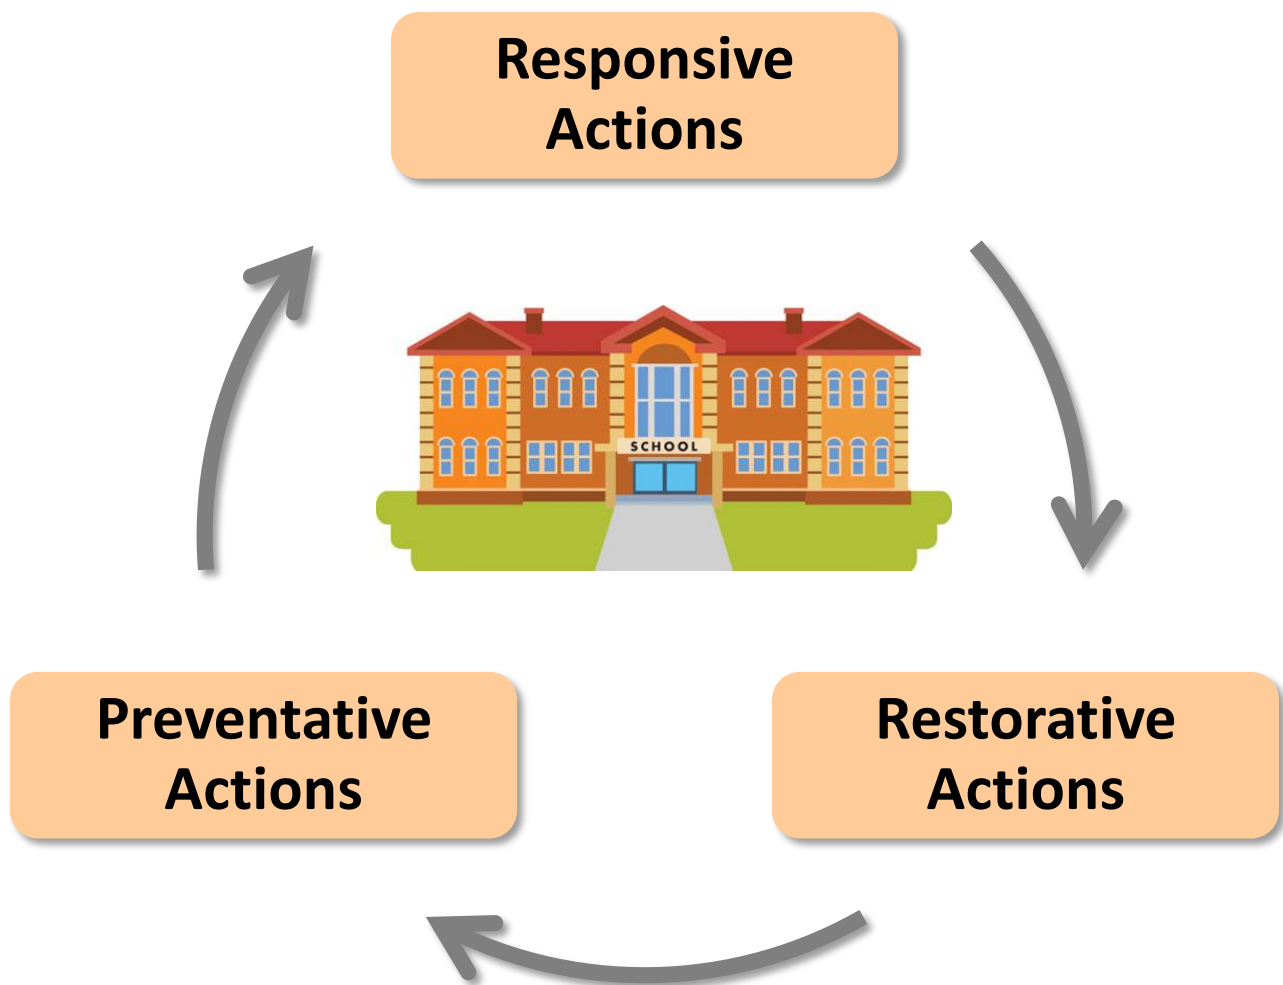 Responsive
Actions
SCHOOL
Preventative
Actions
Restorative
Actions